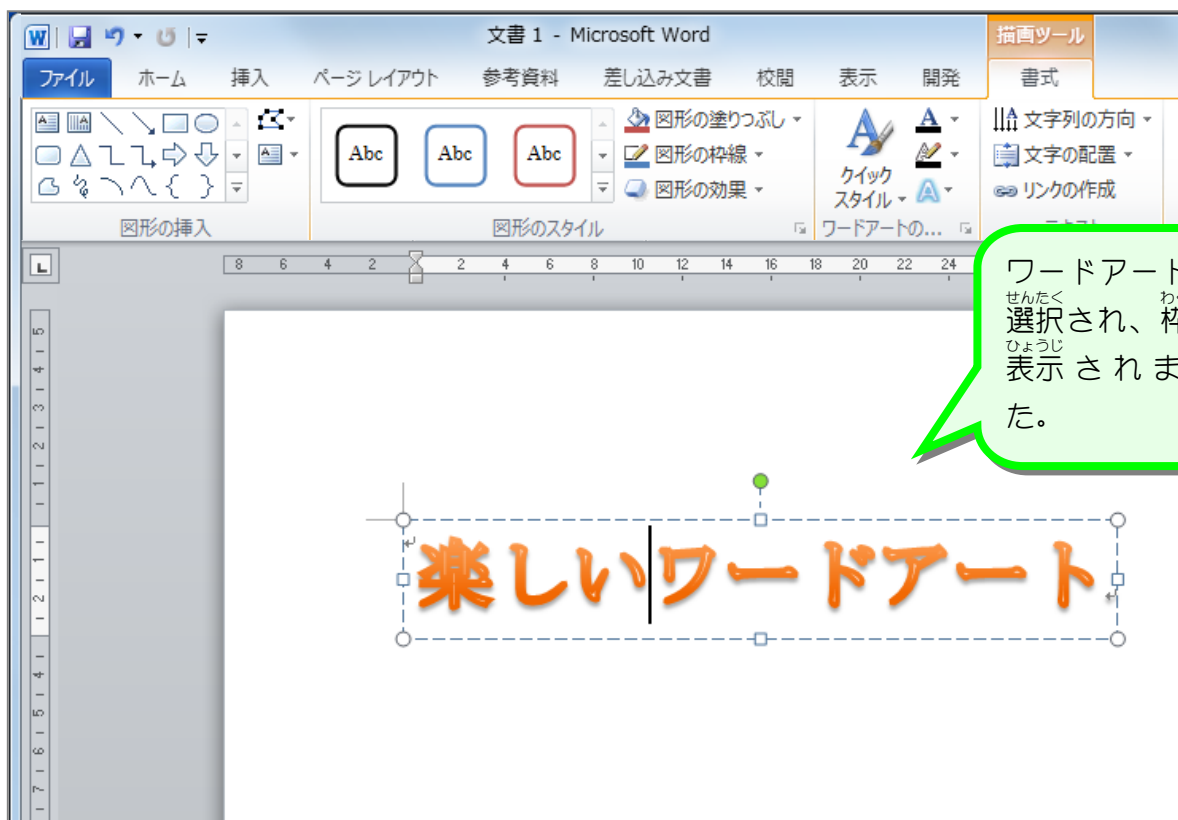 文書 1 - Microsoft Word
描画ツール
ファイル ホーム 挿入 ページ レイアウト 参考資料 差し込み文書 校閲 表示 開発 書式
Abc Abc Abc
図形の塗りつぶし
図形の枠線
図形の効果
クイック
スタイル
文字列の方向
文字の配置
リンクの作成
図形の挿入 図形のスタイル ワードアートの...
8 6 4 2 2 4 6 8 10 12 14 16 18 20 22 24
ワードアート
せんたく
選択され、枠
ひょうじ
表示されま
た。
楽しいワードアート